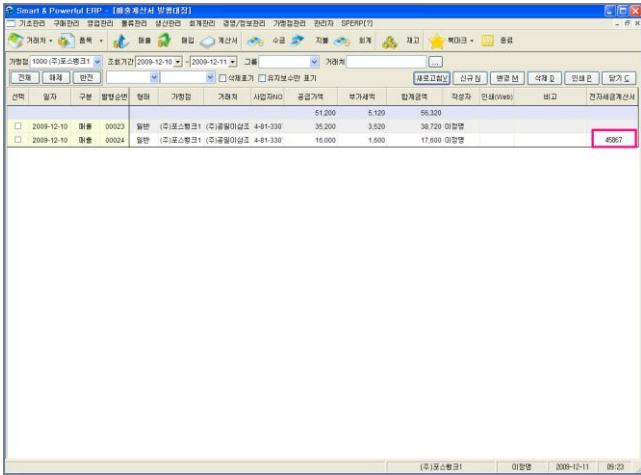 Smart & Powerful ERP - [매출계산서 발행대장]
기초관리 구매관리 영업관리 물류관리 생산관리 회계관리 경영/정보관리 가맹점관리 관리자 SPERP[?]
거래처 품목 매출 매입 계산서 수금 지불 회계 재고 북마크 종료
가맹점 1000 (주)포스뱅크1 조회기간 2009-12-10 - 2009-12-11 그룹 거래처 ...
전체 해제 반전 삭제표기 유지보수만 표기 새로고침V 신규N 변경M 삭제D 인쇄P 닫기C
선택 일자 구분 발행순번 형태 가맹점 거래처 사업자NO 공급가액 부가세액 합계금액 작성자 인쇄(Web) 비고 전자세금계산서
51,200 5,120 56,320
2009-12-10 매출 00023 일반 (주)포스뱅크1 4-81-330 35,200 3,520 38,720 이정명
2009-12-10 매출 00024 일반 (주)포스뱅크1 4-81-330 16,000 1,600 17,600 이정명 45867
(주)포스뱅크1 이정명 2009-12-11 09:23